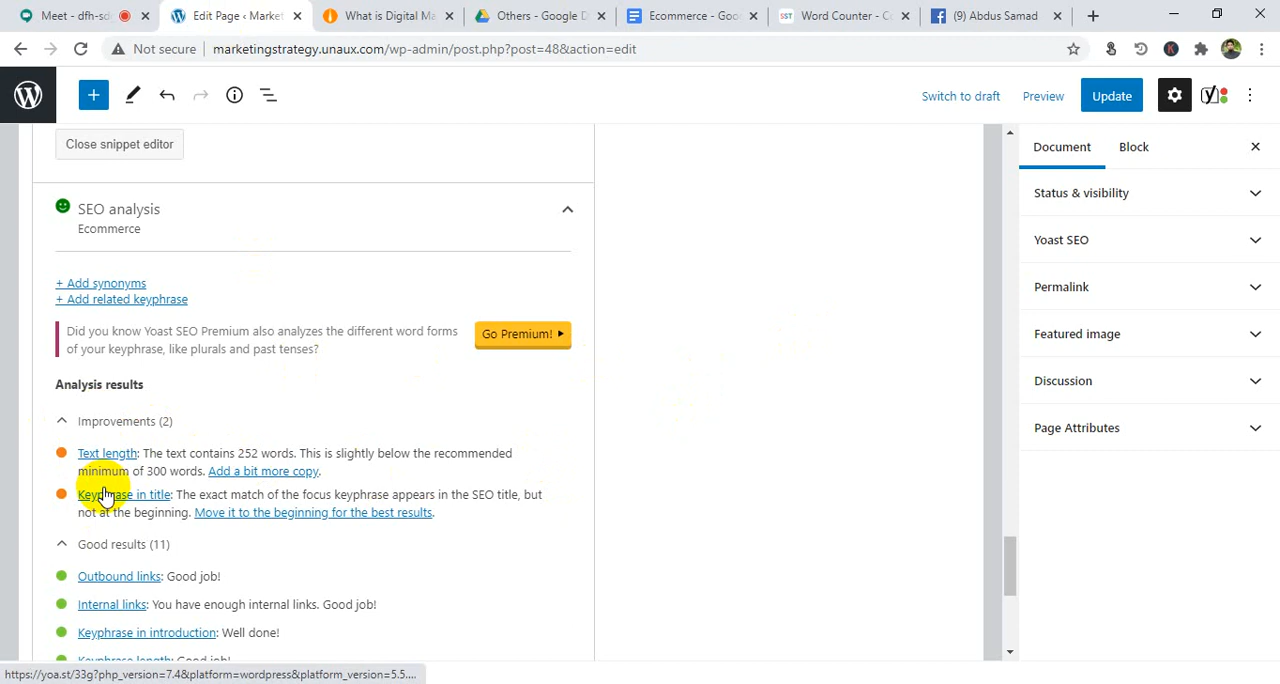 Meet - dfh-sd
Edit Page ‹ Market
What is Digital Ma
Others - Google D
Ecommerce - Goo
Word Counter - Co
(9) Abdus Samad
Not secure
marketingstrategy.unaux.com/wp-admin/post.php?post=48&action=edit
Switch to draft
Preview
Update
Close snippet editor
Document
Block
Status & visibility
Yoast SEO
Permalink
Featured image
Discussion
Page Attributes
SEO analysis
Ecommerce
+ Add synonyms
+ Add related keyphrase
Did you know Yoast SEO Premium also analyzes the different word forms
of your keyphrase, like plurals and past tenses?
Go Premium!
Analysis results
Improvements (2)
Text length: The text contains 252 words. This is slightly below the recommended
minimum of 300 words. Add a bit more copy.
Keyphrase in title: The exact match of the focus keyphrase appears in the SEO title, but
not at the beginning. Move it to the beginning for the best results.
Good results (11)
Outbound links: Good job!
Internal links: You have enough internal links. Good job!
Keyphrase in introduction: Well done!
Keyphrase length: Good job!
https://yoa.st/33g?php_version=7.4&platform=wordpress&platform_version=5.5....